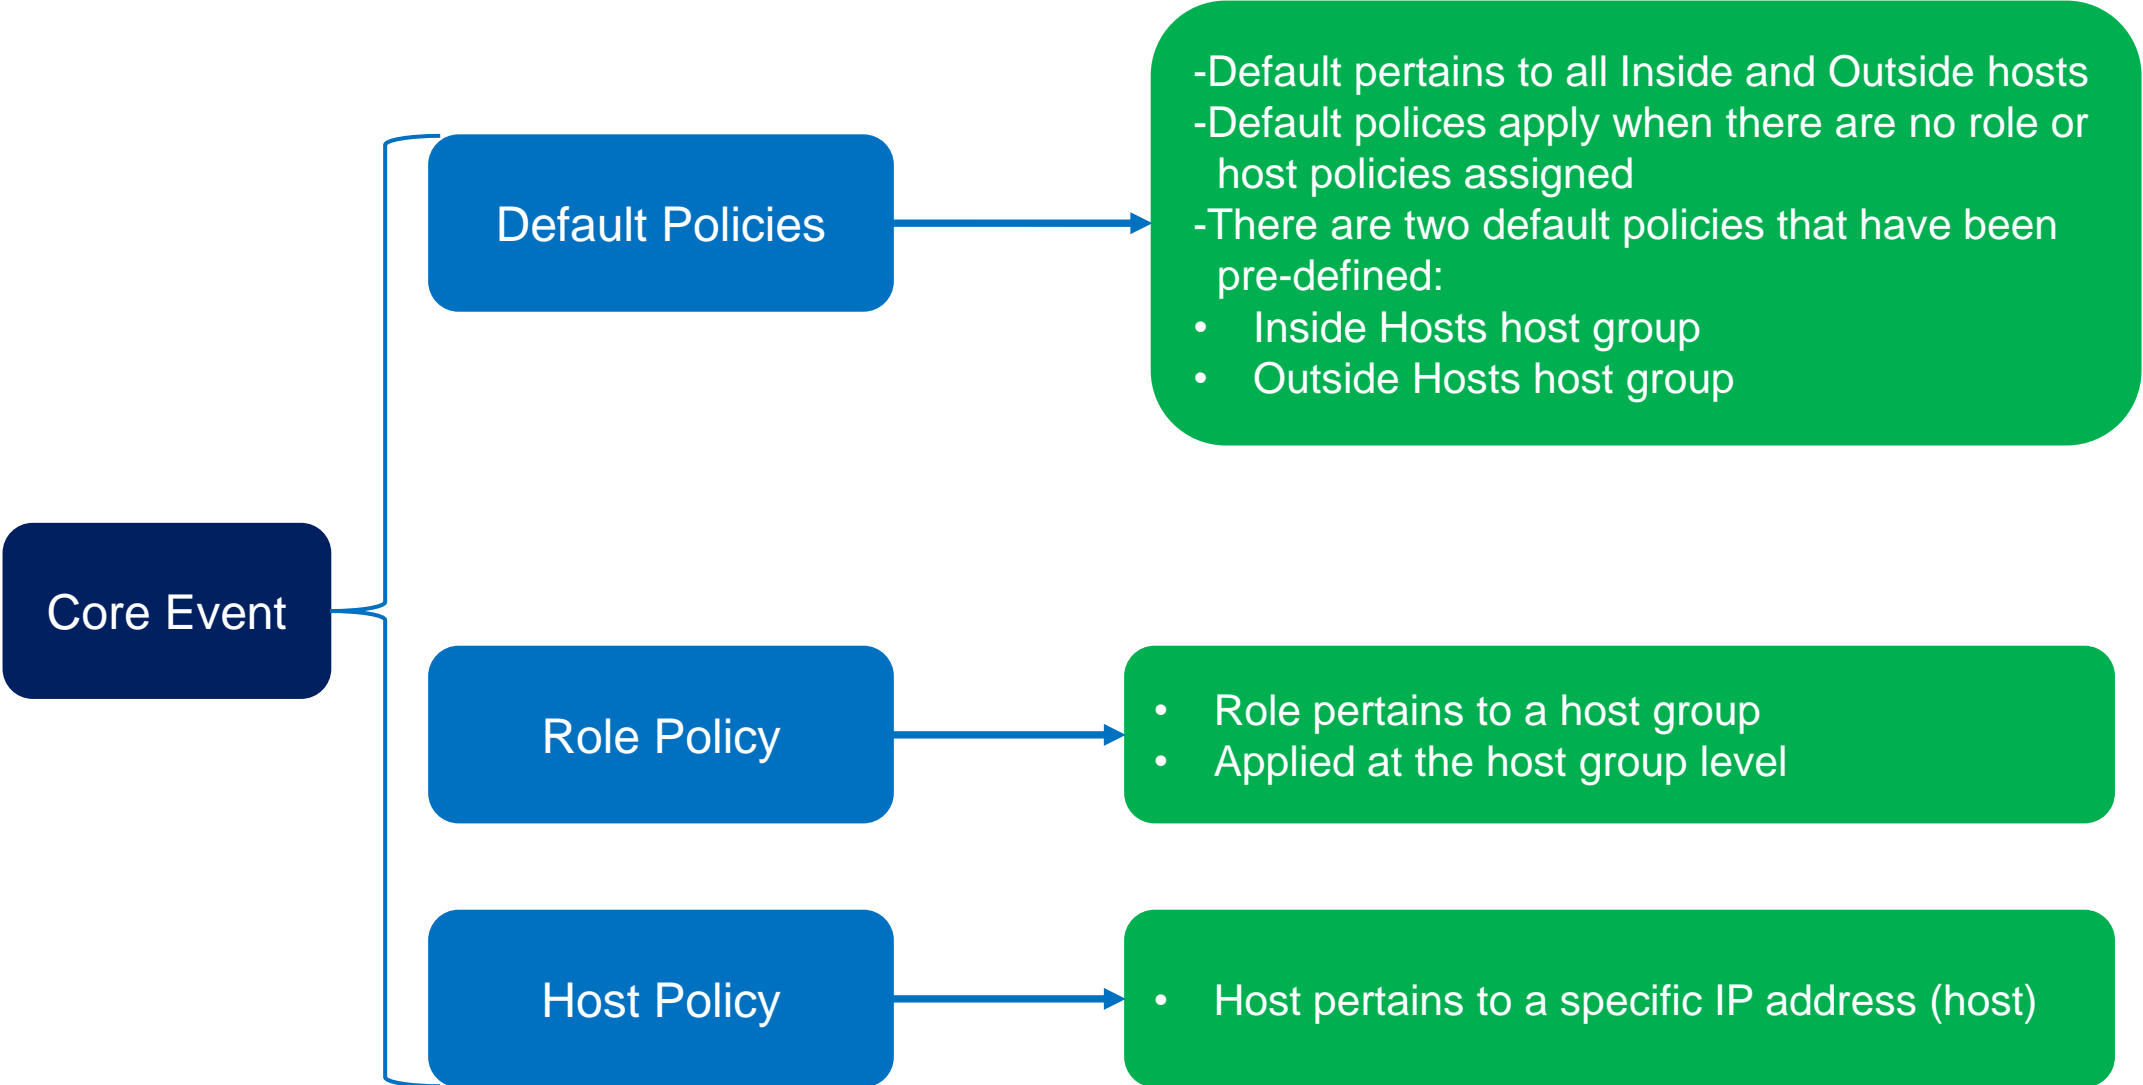 Core Event
Default Policies
-Default pertains to all Inside and Outside hosts
-Default polices apply when there are no role or
host policies assigned
-There are two default policies that have been
pre-defined:
• Inside Hosts host group
• Outside Hosts host group
Role Policy
• Role pertains to a host group
• Applied at the host group level
Host Policy
• Host pertains to a specific IP address (host)